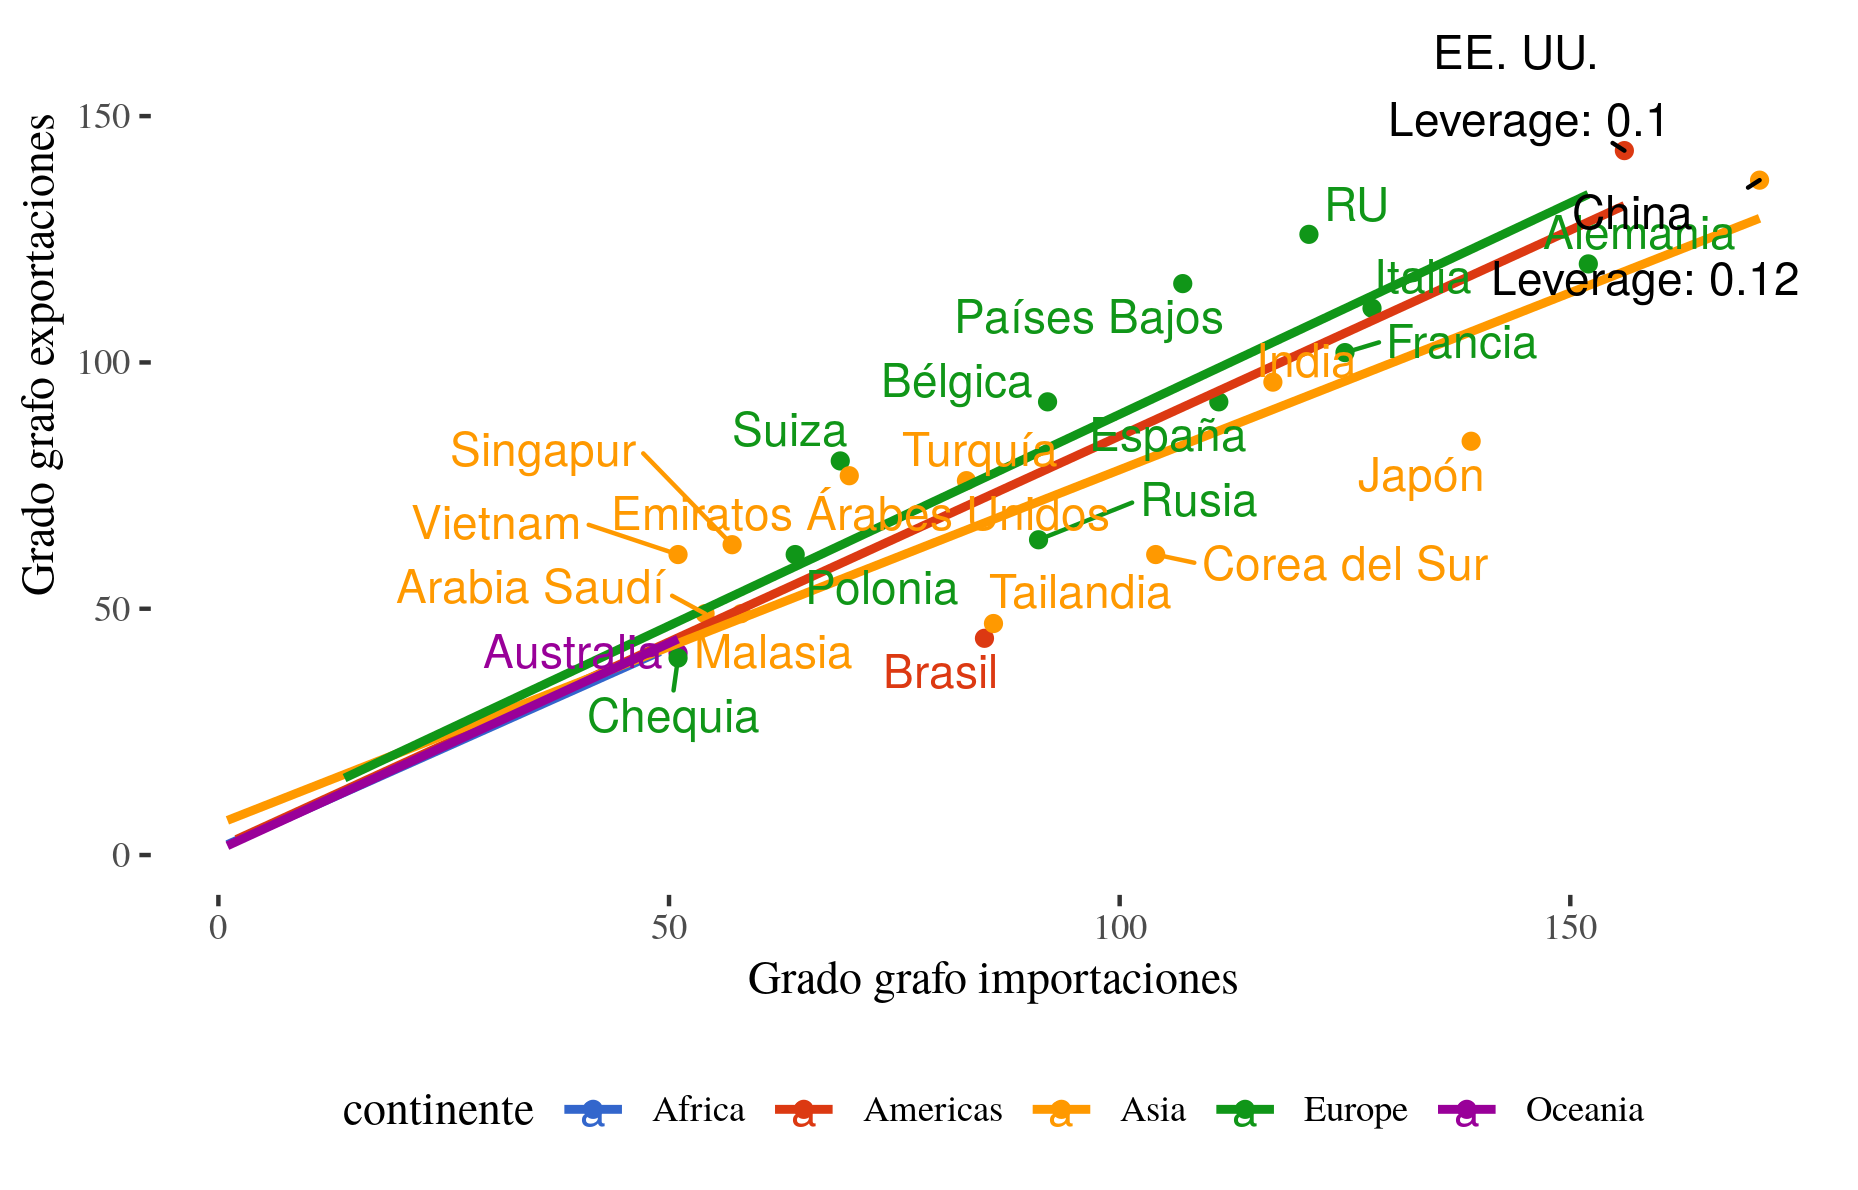 EE. UU.
Leverage: 0.1
150
RU
China
Alemania
Italia
Leverage: 0.12
Países Bajos
Francia
100
India
Bélgica
Suiza
Turquía
España
Singapur
Japón
Rusia
Vietnam
Emiratos Árabes Unidos
Corea del Sur
Arabia Saudí
Polonia
Tailandia
50
Australia
Malasia
Brasil
Chequia
0
Grado grafo exportaciones
0
50
100
150
Grado grafo importaciones
continente
a Africa
a Americas
a Asia
a Europe
a Oceania